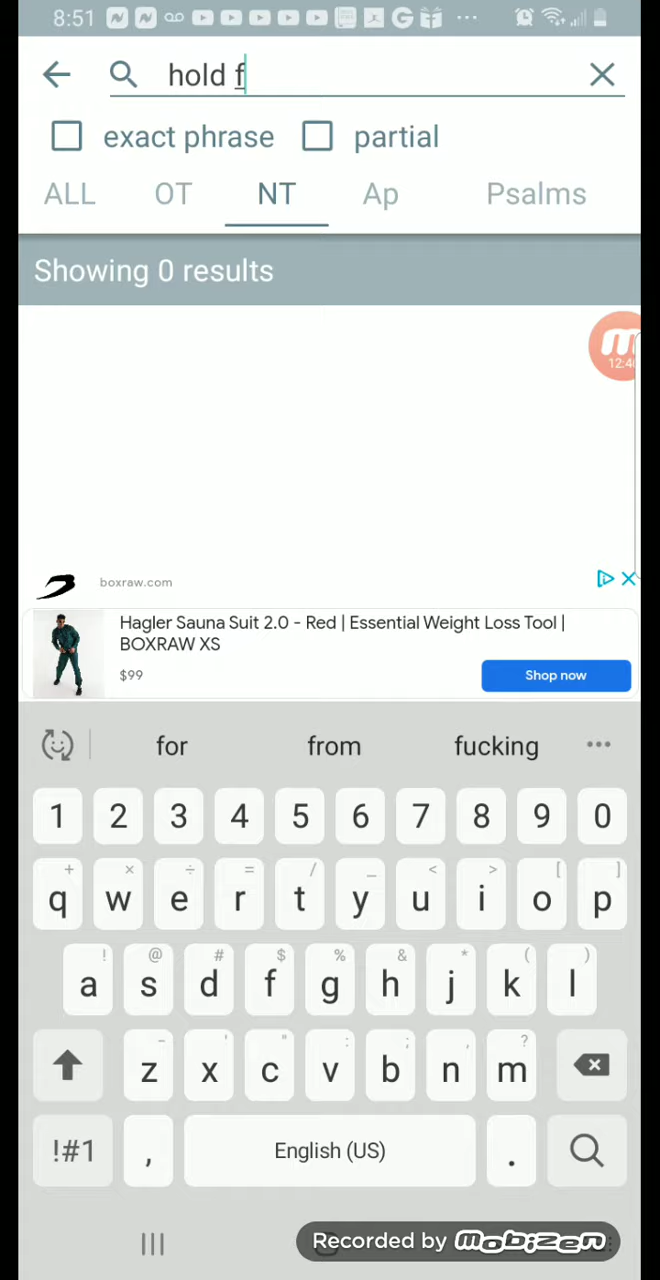 8:51
hold f
exact phrase partial
ALL OT NT Ap Psalms
Showing 0 results
12:4
boxraw.com
Hagler Sauna Suit 2.0 - Red | Essential Weight Loss Tool |
BOXRAW XS
$99
Shop now
for from fucking
1 2 3 4 5 6 7 8 9 0
+ × ÷ = / _ < > [ ]
q w e r t y u i o p
! @ # $ % & * ( )
a s d f g h j k l
- ' " : ; , ?
z x c v b n m
!#1 , English (US) .
Recorded by mobizen